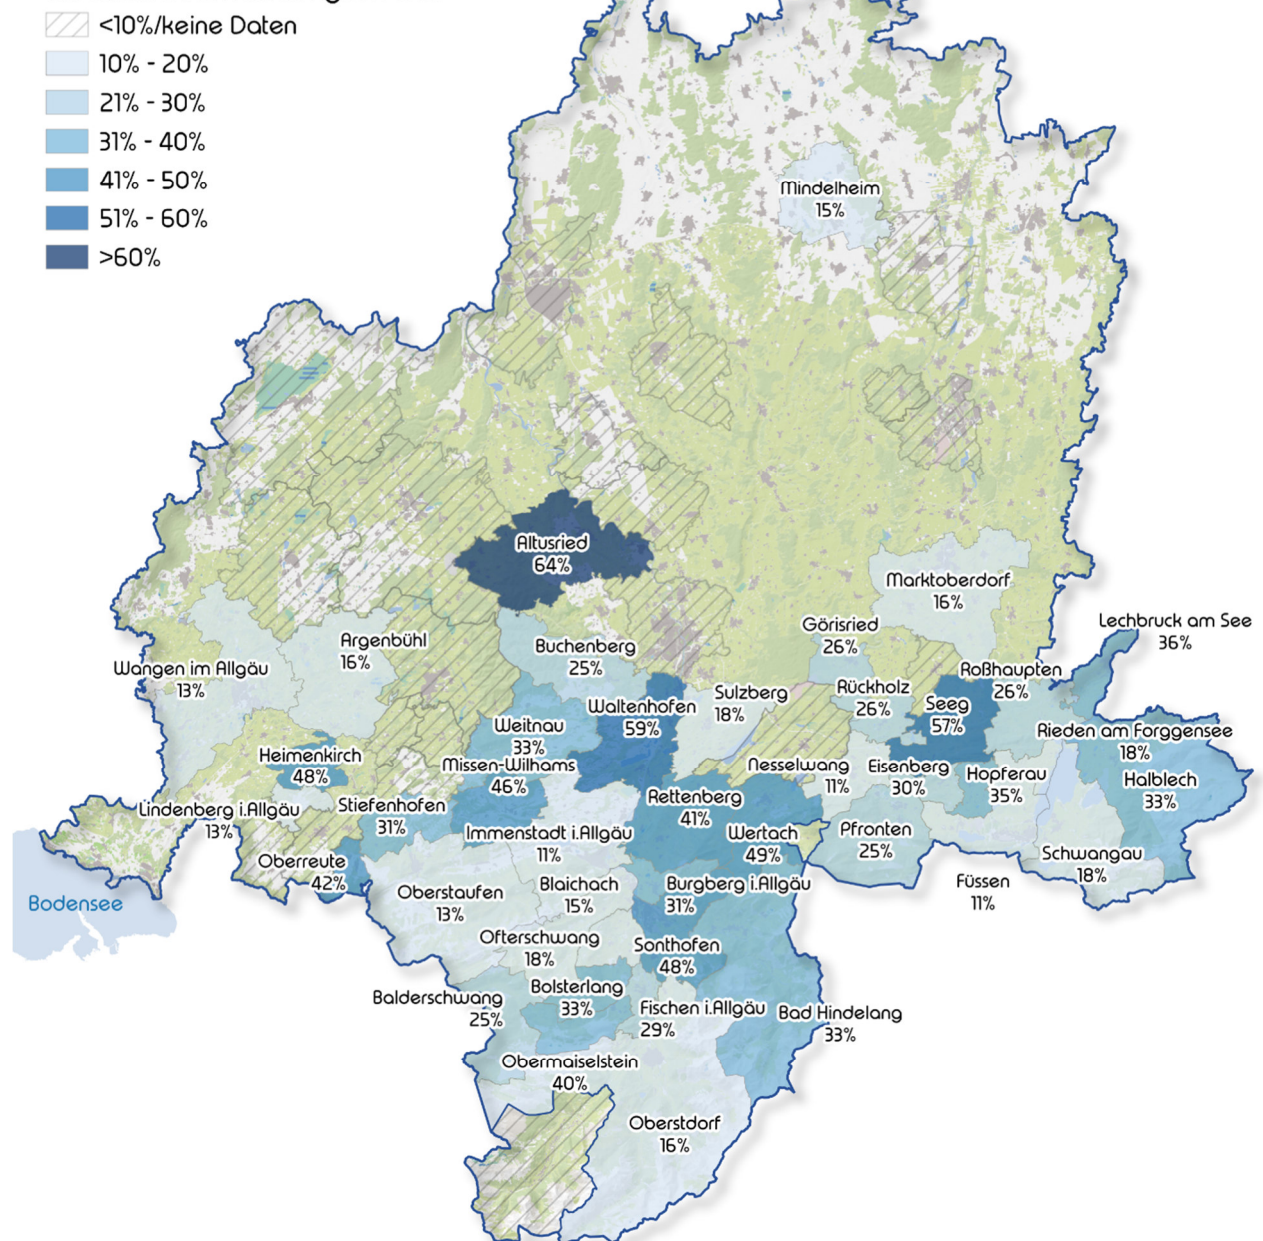 <10%/keine Daten
10% - 20%
21% - 30%
31% - 40%
41% - 50%
51% - 60%
>60%
Mindelheim
15%
Altusried
64%
Marktoberdorf
16%
Lechbruck am See
36%
Görisried
26%
Argenbühl
16%
Buchenberg
25%
Wangen im Allgäu
13%
Roßhaupten
26%
Rückholz
26%
Sulzberg
18%
Seeg
57%
Waltenhofen
59%
Weitnau
33%
Rieden am Forggensee
18%
Heimenkirch
48%
Missen-Wilhams
46%
Nesselwang
11%
Eisenberg
30%
Hopferau
35%
Halblech
33%
Rettenberg
41%
Lindenberg i.Allgäu
13%
Stiefenhofen
31%
Immenstadt i.Allgäu
11%
Wertach
49%
Pfronten
25%
Schwangau
18%
Oberreute
42%
Füssen
11%
Oberstaufen
13%
Blaichach
15%
Burgberg i.Allgäu
31%
Bodensee
Ofterschwang
18%
Sonthofen
48%
Bolsterlang
33%
Balderschwang
25%
Fischen i.Allgäu
29%
Bad Hindelang
33%
Obermaiselstein
40%
Oberstdorf
16%